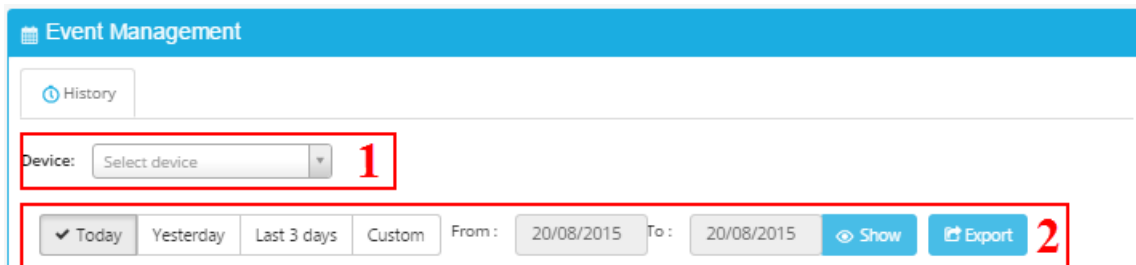 Event Management
History
Device: Select device 1
Today Yesterday Last 3 days Custom From : 20/08/2015 To : 20/08/2015 Show Export 2